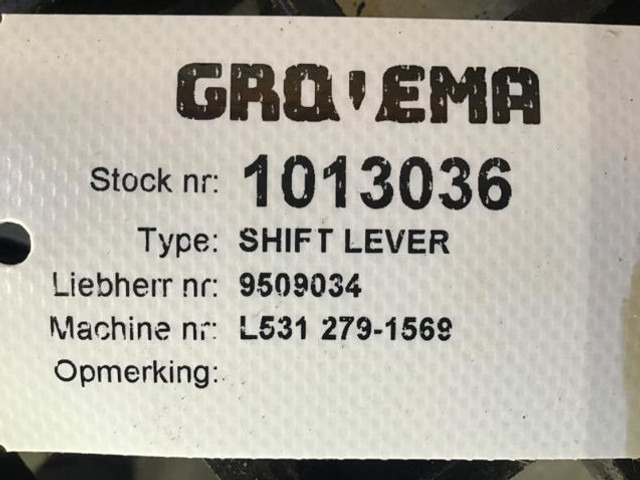 GRO'EMA
Stock nr: 1013036
Type: SHIFT LEVER
Liebherr nr: 9509034
Machine nr: L531 279-1569
Opmerking: